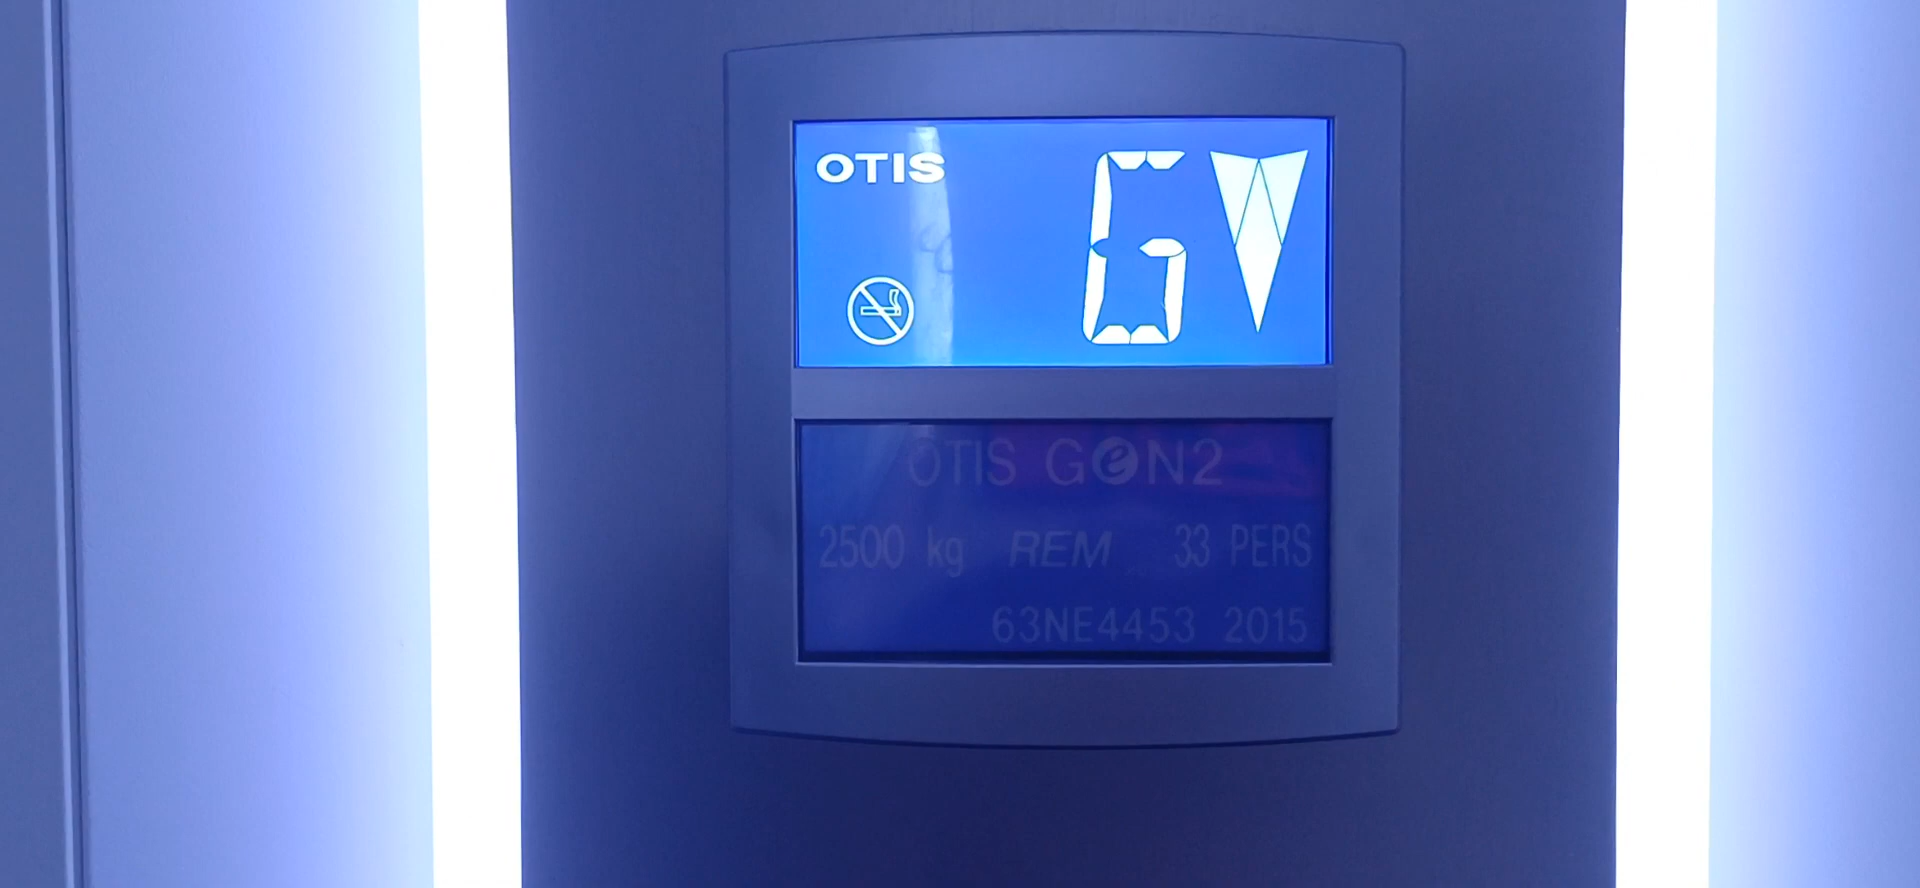 OTIS
G
OTIS GeN2
2500 kg REM 33 PERS
63NE4453 2015